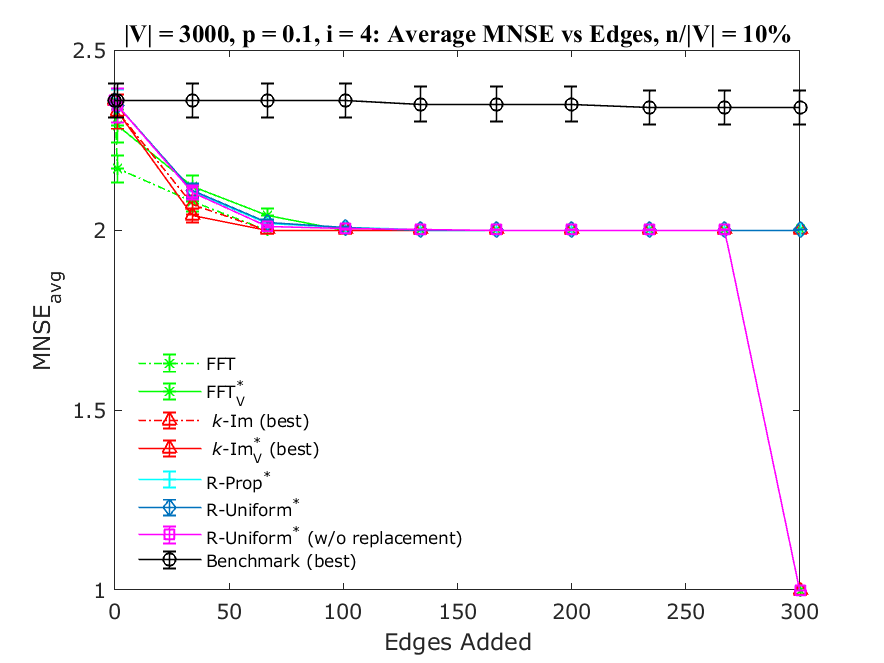 |V| = 3000, p = 0.1, i = 4: Average MNSE vs Edges, n/|V| = 10%
2.5
2
1.5
1
MNSE_avg
FFT
FFT*_V
k-Im (best)
k-Im*_V (best)
R-Prop*
R-Uniform*
R-Uniform* (w/o replacement)
Benchmark (best)
0 50 100 150 200 250 300
Edges Added